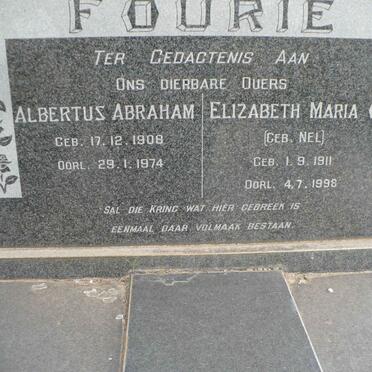 FOURIE
TER GEDAGTENIS AAN
ONS DIERBARE OUERS
ALBERTUS ABRAHAM
GEB. 17.12.1908
OORL. 29.1.1974
ELIZABETH MARIA
(GEB. NEL)
GEB. 1.9.1911
OORL. 4.7.1998
SAL DIE KRING WAT HIER GEBREEK IS
EENMAAL DAAR VOLMAAK BESTAAN.